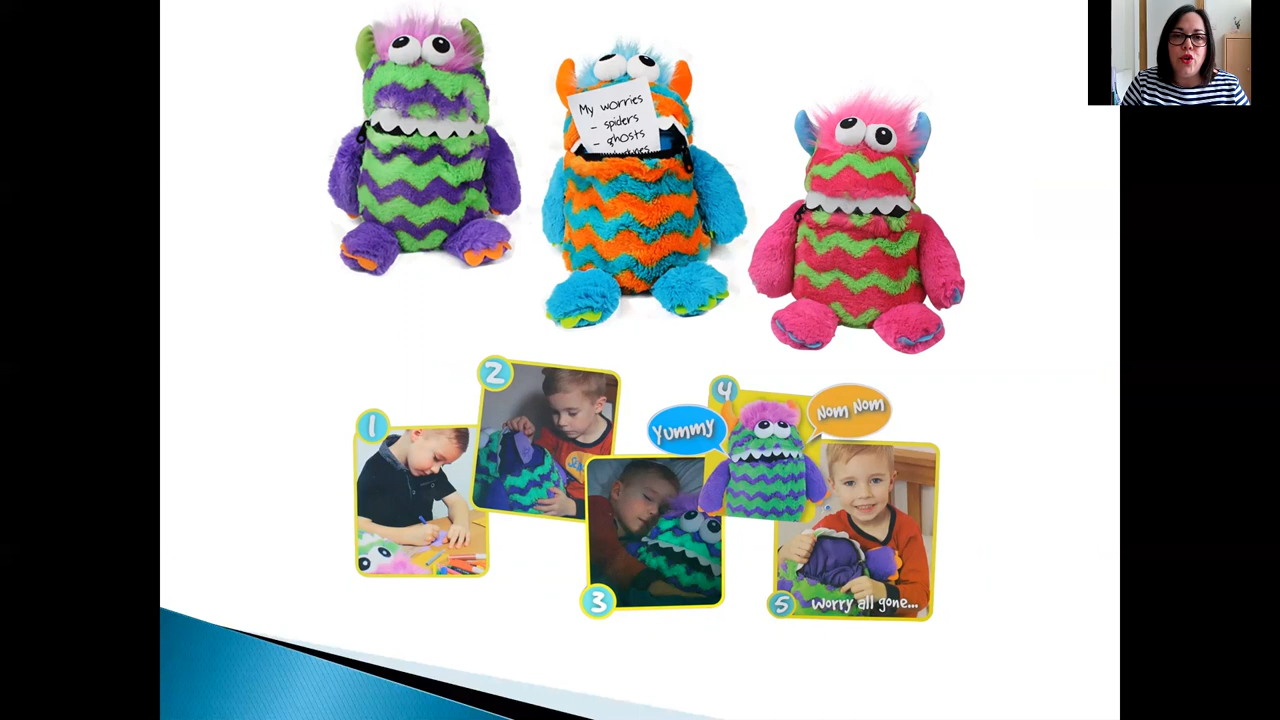 My worries
- spiders
- ghosts
1
2
3
4
Yummy
Nom Nom
5
worry all gone...